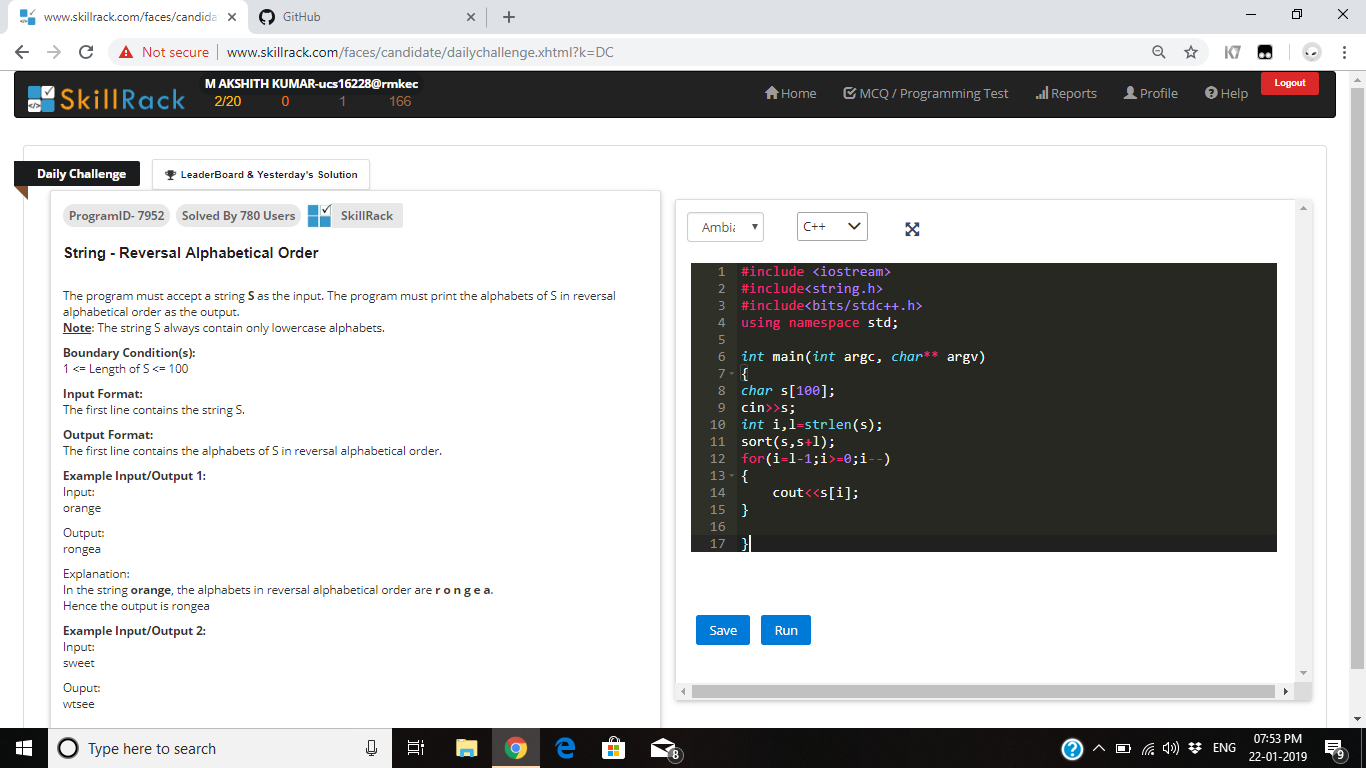 www.skillrack.com/faces/candida
GitHub
Not secure
www.skillrack.com/faces/candidate/dailychallenge.xhtml?k=DC
K7
SkillRack
M AKSHITH KUMAR-ucs16228@rmkec
2/20 0 1 166
Home
MCQ / Programming Test
Reports
Profile
Help
Logout
Daily Challenge
LeaderBoard & Yesterday's Solution
ProgramID- 7952
Solved By 780 Users
SkillRack
String - Reversal Alphabetical Order
The program must accept a string S as the input. The program must print the alphabets of S in reversal
alphabetical order as the output.
Note: The string S always contain only lowercase alphabets.
Boundary Condition(s):
1 <= Length of S <= 100
Input Format:
The first line contains the string S.
Output Format:
The first line contains the alphabets of S in reversal alphabetical order.
Example Input/Output 1:
Input:
orange
Output:
rongea
Explanation:
In the string orange, the alphabets in reversal alphabetical order are r o n g e a.
Hence the output is rongea
Example Input/Output 2:
Input:
sweet
Ouput:
wtsee
Ambia
C++
1 #include <iostream>
2 #include<string.h>
3 #include<bits/stdc++.h>
4 using namespace std;
5
6 int main(int argc, char** argv)
7 {
8 char s[100];
9 cin>>s;
10 int i,l=strlen(s);
11 sort(s,s+l);
12 for(i=l-1;i>=0;i--)
13 {
14 cout<<s[i];
15 }
16
17 }
Save
Run
Type here to search
8
ENG
07:53 PM
22-01-2019
9